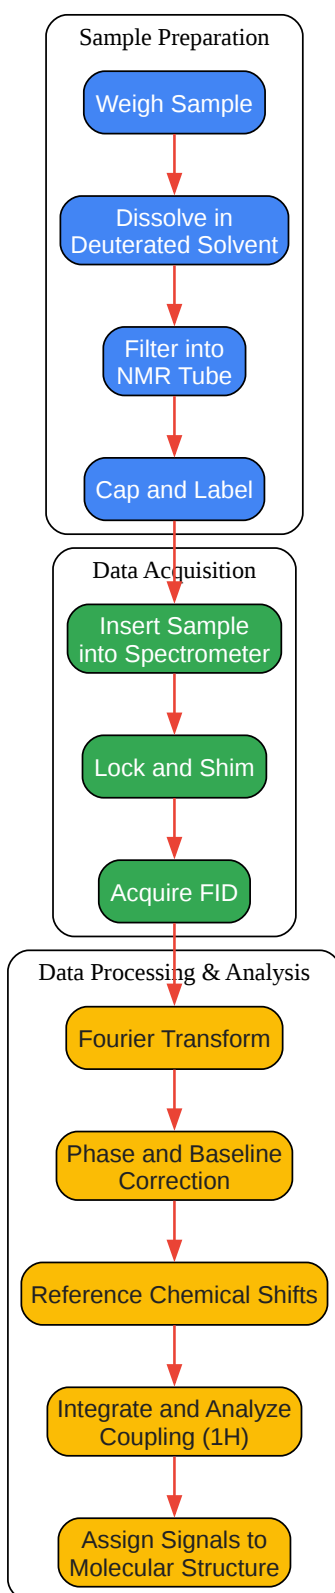 Sample Preparation
Weigh Sample
Dissolve in
Deuterated Solvent
Filter into
NMR Tube
Cap and Label
Data Acquisition
Insert Sample
into Spectrometer
Lock and Shim
Acquire FID
Data Processing & Analysis
Fourier Transform
Phase and Baseline
Correction
Reference Chemical Shifts
Integrate and Analyze
Coupling (1H)
Assign Signals to
Molecular Structure